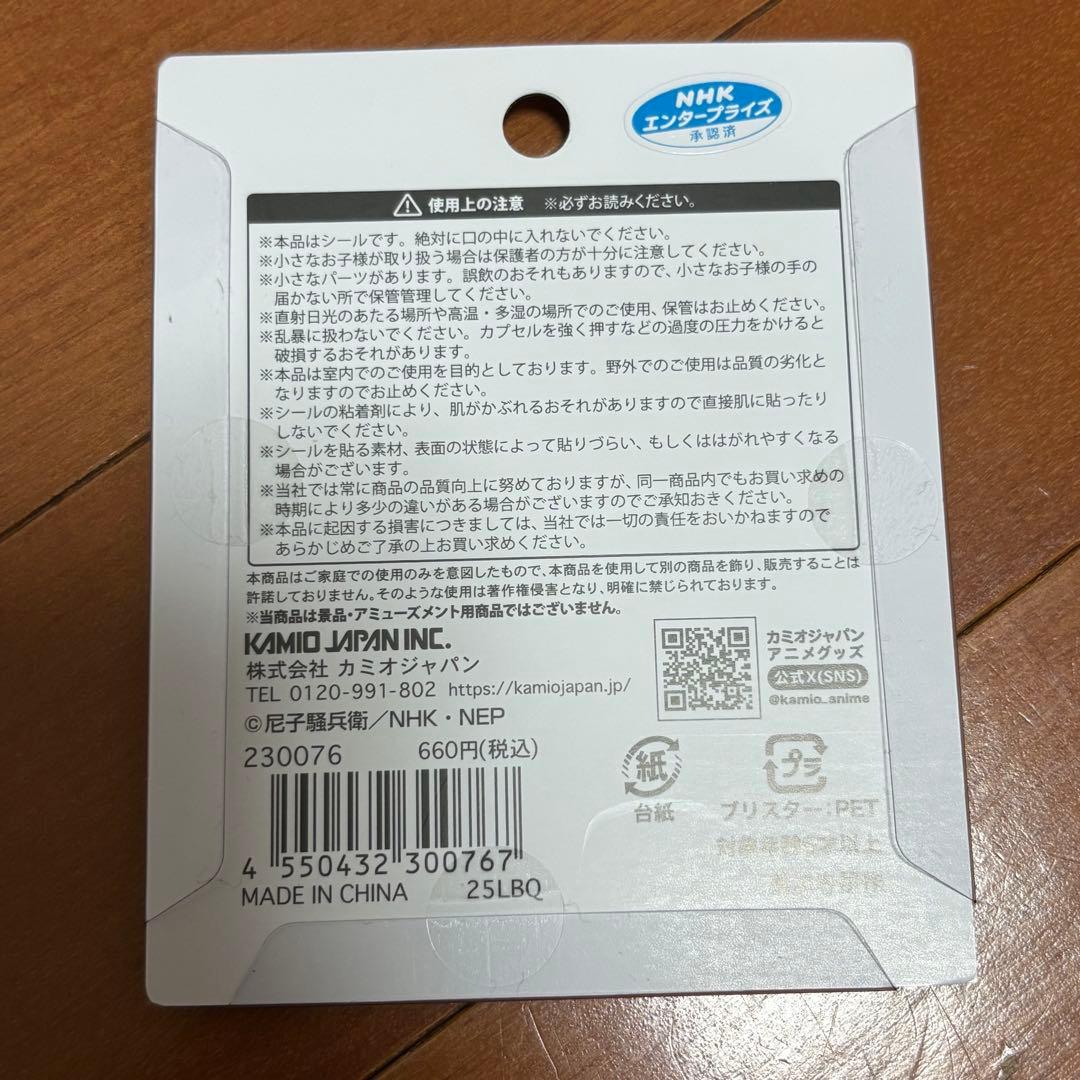 NHK
エンタープライズ
承認済
使用上の注意 ※必ずお読みください。
※本品はシールです。絶対に口の中に入れないでください。
※小さなお子様が取り扱う場合は保護者の方が十分に注意してください。
※小さなパーツがあります。誤飲のおそれもありますので、小さなお子様の手の
届かない所で保管管理してください。
※直射日光のあたる場所や高温・多湿の場所でのご使用、保管はお止めください。
※乱暴に扱わないでください。カプセルを強く押すなどの過度の圧力をかけると
破損するおそれがあります。
※本品は室内でのご使用を目的としております。野外でのご使用は品質の劣化と
なりますのでお止めください。
※シールの粘着剤により、肌がかぶれるおそれがありますので直接肌に貼ったり
しないでください。
※シールを貼る素材、表面の状態によって貼りづらい、もしくははがれやすくなる
場合がございます。
※当社では常に商品の品質向上に努めておりますが、同一商品内でもお買い求めの
時期により多少の違いがある場合がございますのでご承知おきください。
※本品に起因する損害につきましては、当社では一切の責任をおいかねますので
あらかじめご了承の上お買い求めください。
本商品はご家庭での使用のみを意図したもので、本商品を使用して別の商品を飾り、販売することは
許諾しておりません。そのような使用は著作権侵害となり、明確に禁じられております。
※当商品は景品・アミューズメント用商品ではございません。
KAMIO JAPAN INC.
株式会社 カミオジャパン
TEL 0120-991-802 https://kamiojapan.jp/
©尼子騒兵衛/NHK・NEP
カミオジャパン
アニメグッズ
公式X(SNS)
@kamio_anime
230076 660円(税込)
紙
台紙
プラ
ブリスター:PET
4 550432 300767
MADE IN CHINA 25LBQ